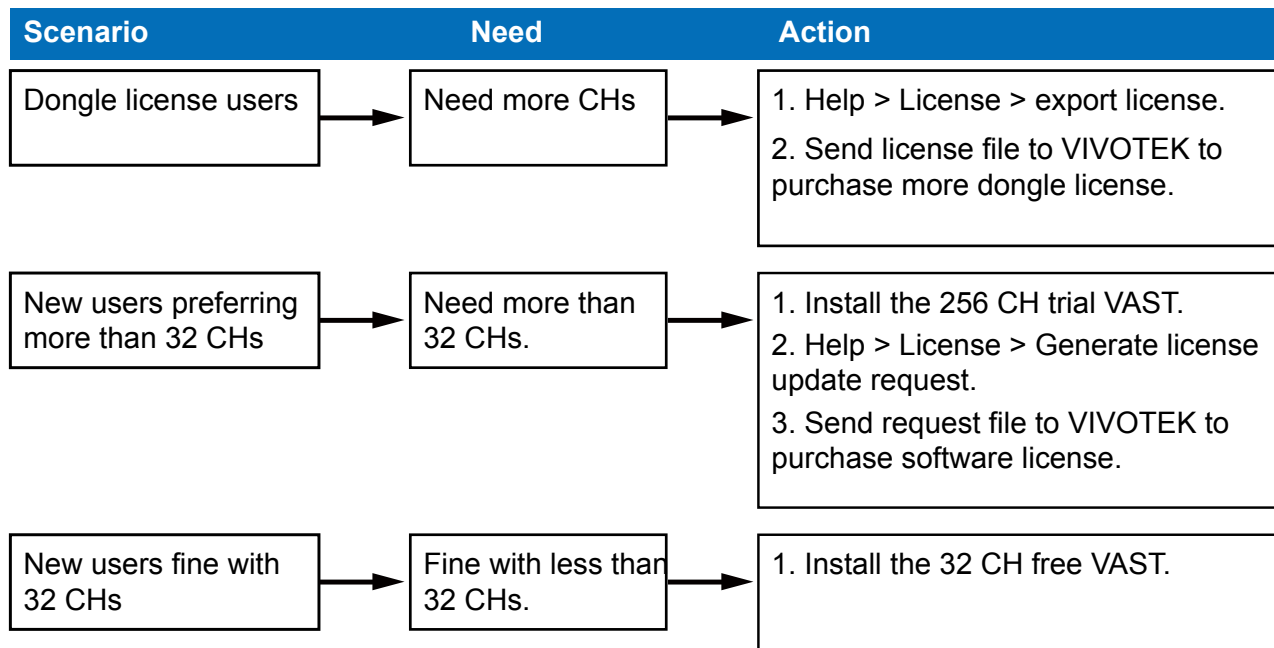 Scenario Need Action
Dongle license users
Need more CHs
1. Help > License > export license.
2. Send license file to VIVOTEK to
purchase more dongle license.
New users preferring
more than 32 CHs
Need more than
32 CHs.
1. Install the 256 CH trial VAST.
2. Help > License > Generate license
update request.
3. Send request file to VIVOTEK to
purchase software license.
New users fine with
32 CHs
Fine with less than
32 CHs.
1. Install the 32 CH free VAST.